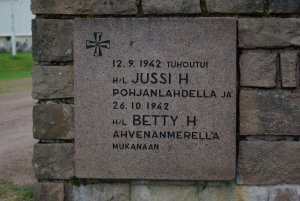 12.9.1942 TUHOUTUI
H/L JUSSI H
POHJANLAHDELLA JA
26.10.1942
H/L BETTY H
AHVENANMERELLÄ
MUKANAAN